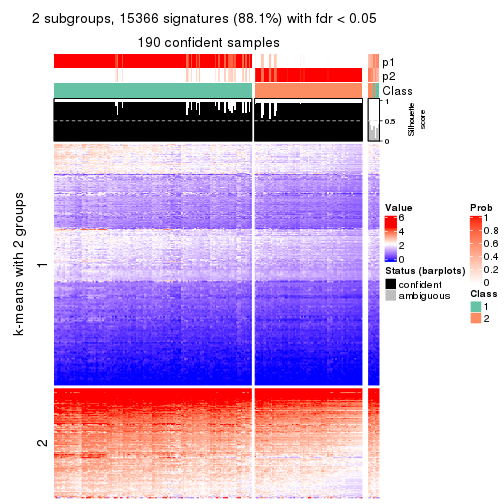 2 subgroups, 15366 signatures (88.1%) with fdr < 0.05
190 confident samples
p1
p2
Class
1
0.5
0
Silhouette
score
k-means with 2 groups
1
2
Value
6
4
2
0
Status (barplots)
confident
ambiguous
Prob
1
0.8
0.6
0.4
0.2
0
Class
1
2